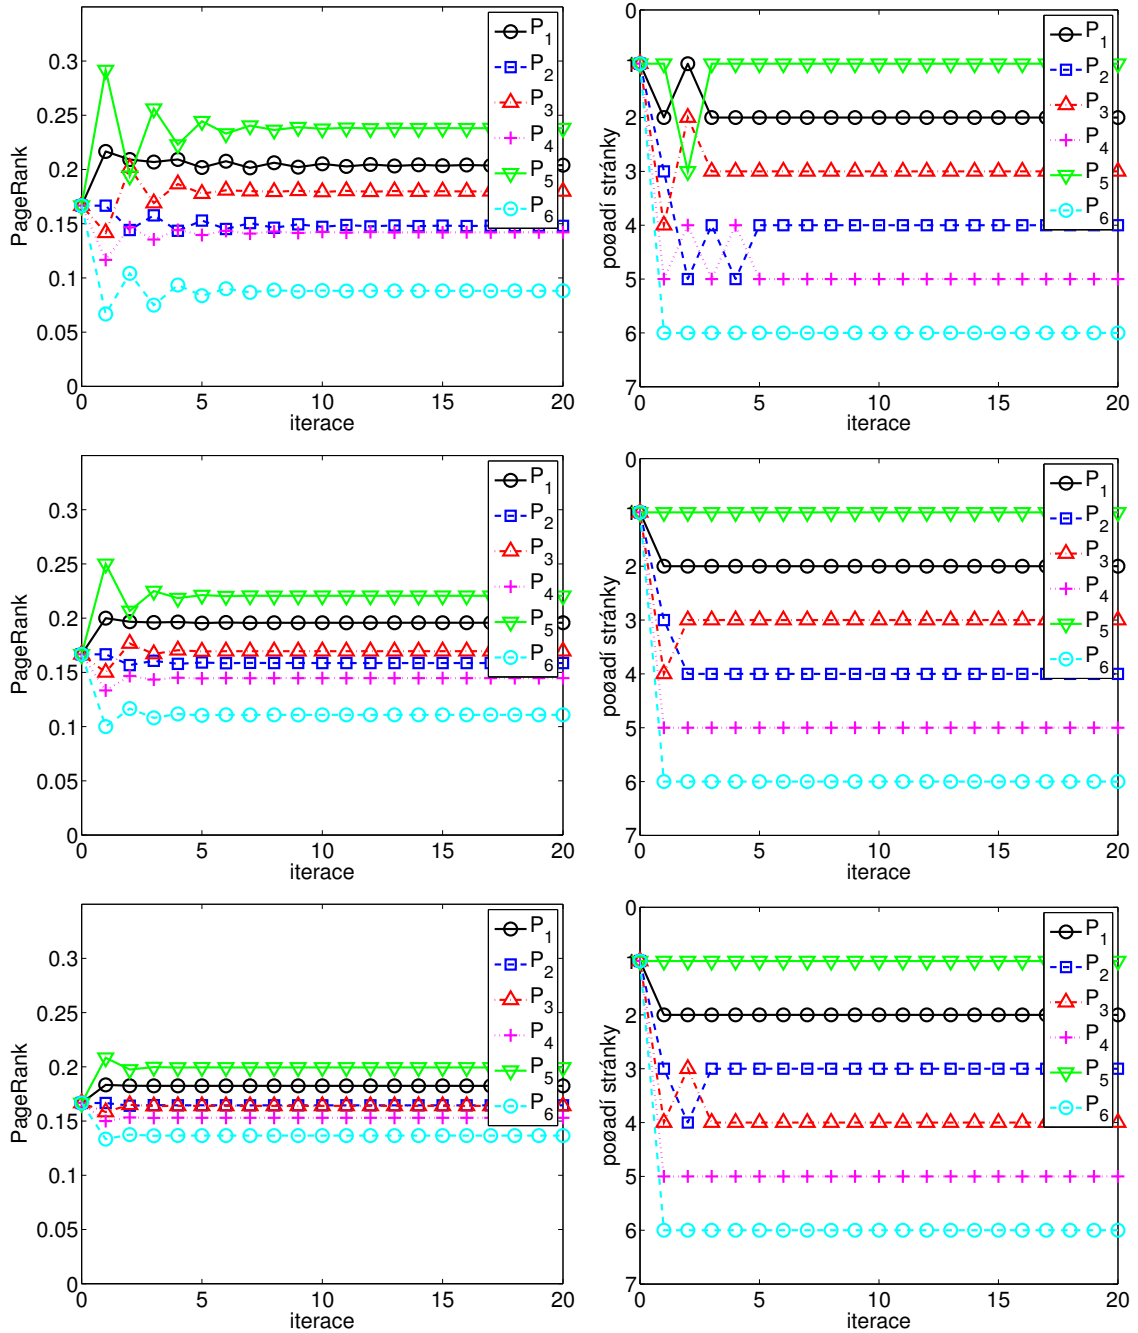 0.3
0.25
0.2
0.15
0.1
0.05
0
PageRank
0 5 10 15 20
iterace
P1
P2
P3
P4
P5
P6
0
1
2
3
4
5
6
7
poøadí stránky
0 5 10 15 20
iterace
P1
P2
P3
P4
P5
P6
0.3
0.25
0.2
0.15
0.1
0.05
0
PageRank
0 5 10 15 20
iterace
P1
P2
P3
P4
P5
P6
0
1
2
3
4
5
6
7
poøadí stránky
0 5 10 15 20
iterace
P1
P2
P3
P4
P5
P6
0.3
0.25
0.2
0.15
0.1
0.05
0
PageRank
0 5 10 15 20
iterace
P1
P2
P3
P4
P5
P6
0
1
2
3
4
5
6
7
poøadí stránky
0 5 10 15 20
iterace
P1
P2
P3
P4
P5
P6